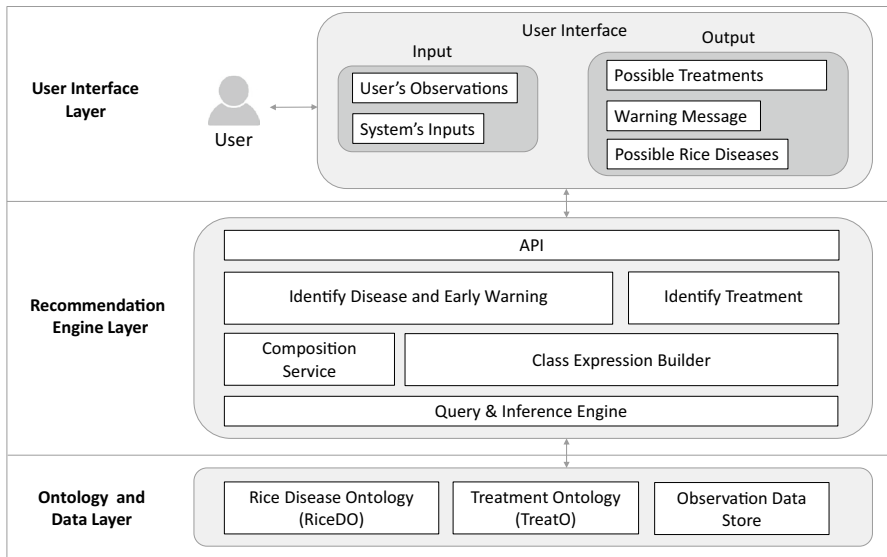 User Interface
Input
Output
User Interface
Layer
User's Observations
System's Inputs
Possible Treatments
Warning Message
Possible Rice Diseases
User
API
Recommendation
Engine Layer
Identify Disease and Early Warning
Identify Treatment
Composition
Service
Class Expression Builder
Query & Inference Engine
Ontology and
Data Layer
Rice Disease Ontology
(RiceDO)
Treatment Ontology
(TreatO)
Observation Data
Store